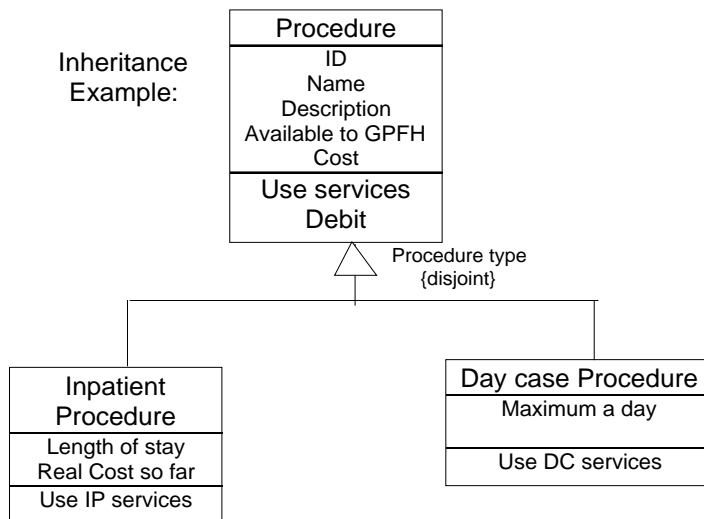 Inheritance
Example:
Procedure
ID
Name
Description
Available to GPFH
Cost
Use services
Debit
Procedure type
{disjoint}
Inpatient
Procedure
Length of stay
Real Cost so far
Use IP services
Day case Procedure
Maximum a day
Use DC services